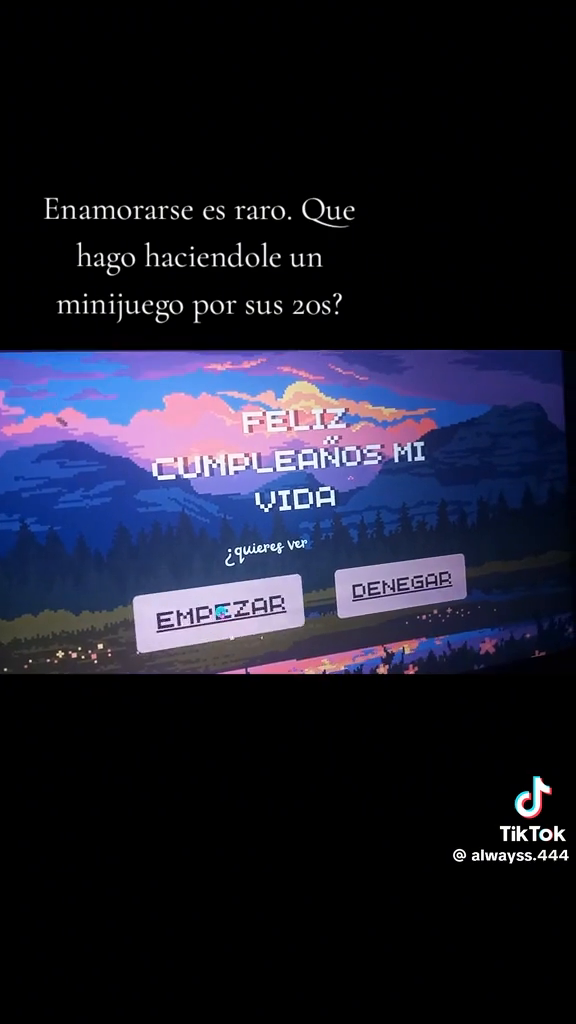 Enamorarse es raro. Que
hago haciendole un
minijuego por sus 20s?
FELIZ
CUMPLEAÑOS MI
VIDA
¿quieres ver
EMPEZAR
DENEGAR
TikTok
@ alwayss.444